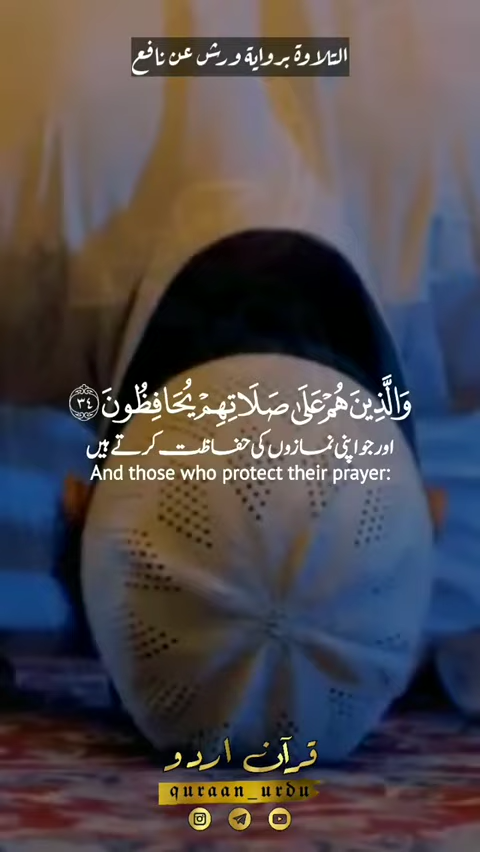 التلاوة برواية ورش عن نافع
وَالَّذِينَ هُمْ عَلَىٰ صَلَاتِهِمْ يُحَافِظُونَ ٣٤
اور جو اپنی نمازوں کی حفاظت کرتے ہیں
And those who protect their prayer:
قرآن اردو
quraan_urdu